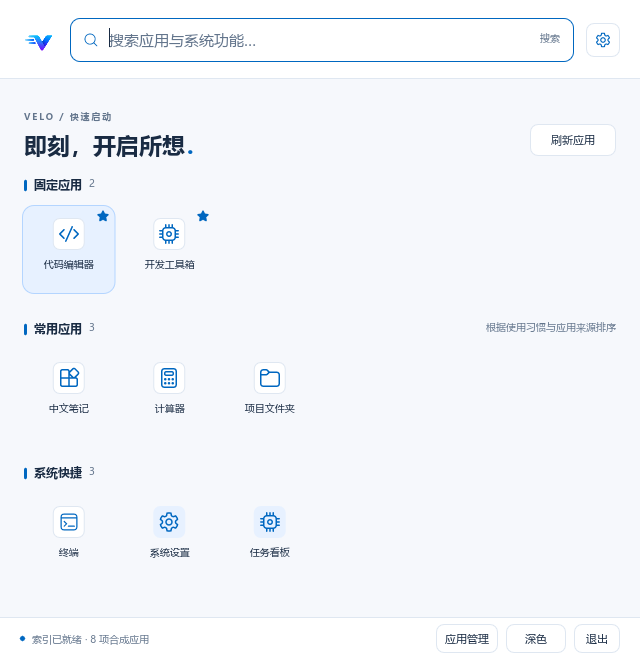 搜索应用与系统功能...
搜索
VELO / 快速启动
即刻，开启所想.
刷新应用
固定应用 2
代码编辑器
开发工具箱
常用应用 3
根据使用习惯与应用来源排序
中文笔记
计算器
项目文件夹
系统快捷 3
终端
系统设置
任务看板
索引已就绪 · 8 项合成应用
应用管理
深色
退出